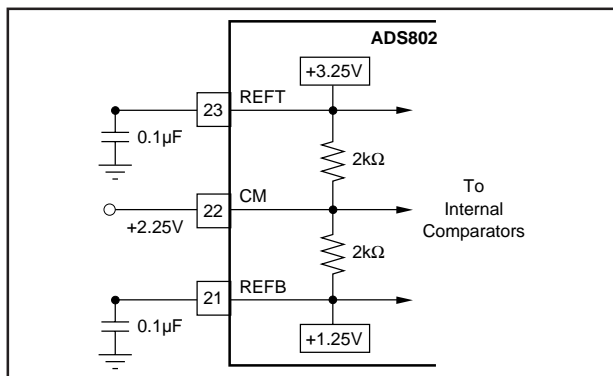 ADS802
+3.25V
23
REFT
0.1µF
2kΩ
22
CM
+2.25V
To
Internal
Comparators
2kΩ
21
REFB
0.1µF
+1.25V